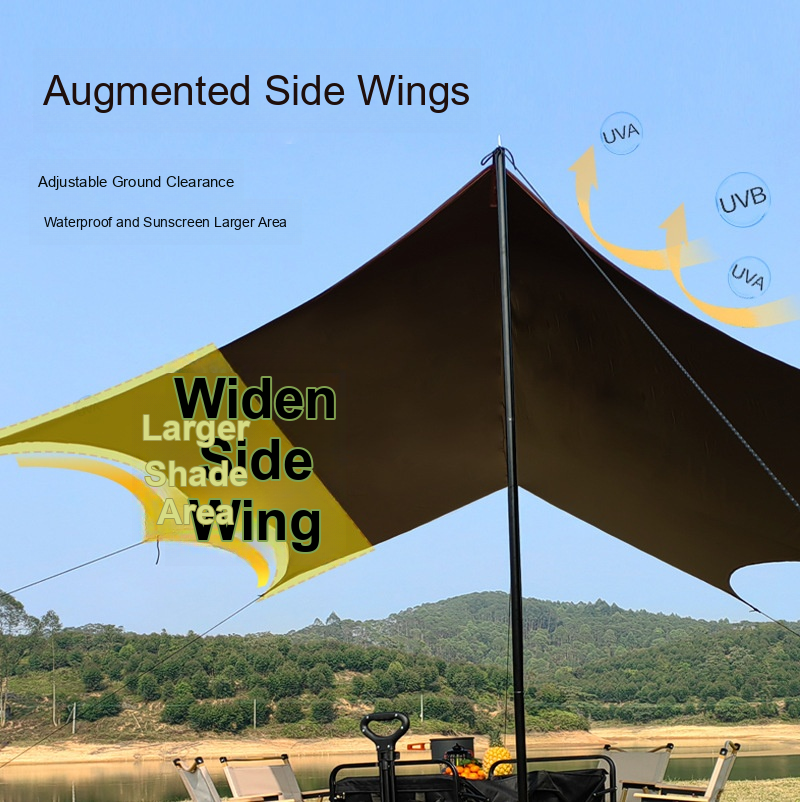 Augmented Side Wings
Adjustable Ground Clearance
Waterproof and Sunscreen Larger Area
UVA
UVB
UVA
Widen
Side
Wing
Larger
Shade
Area